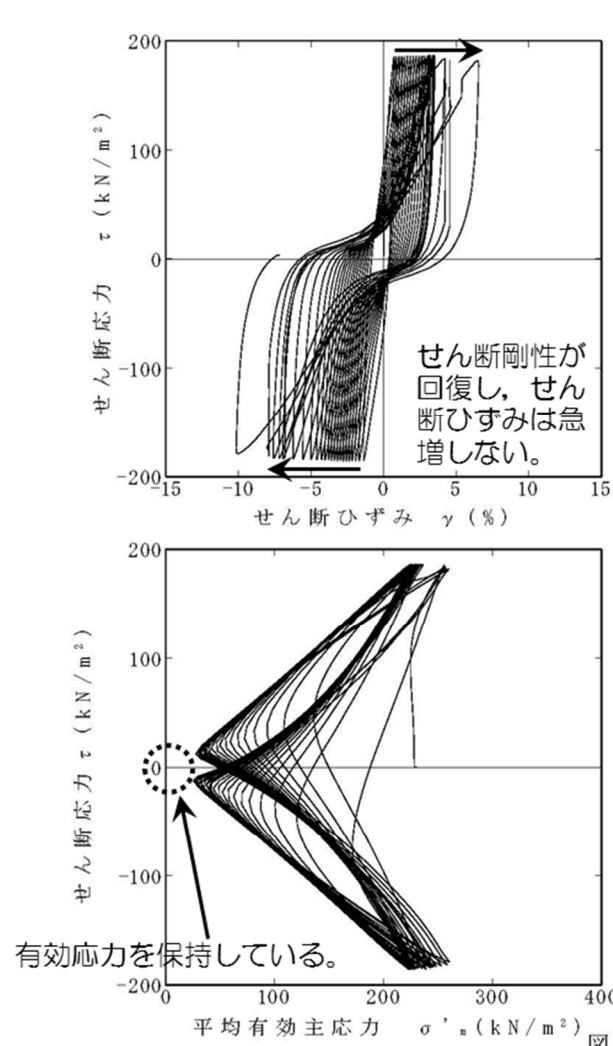 200
100
0
-100
-200
せん断応力 τ (kN/m²)
-15 -10 -5 0 5 10 15
せん断ひずみ γ (%)
せん断剛性が
回復し,せん
断ひずみは急
増しない。
200
100
0
-100
-200
せん断応力 τ (kN/m²)
有効応力を保持している。
0 100 200 300 400
平均有効主応力 σ'ₘ (kN/m²)
図